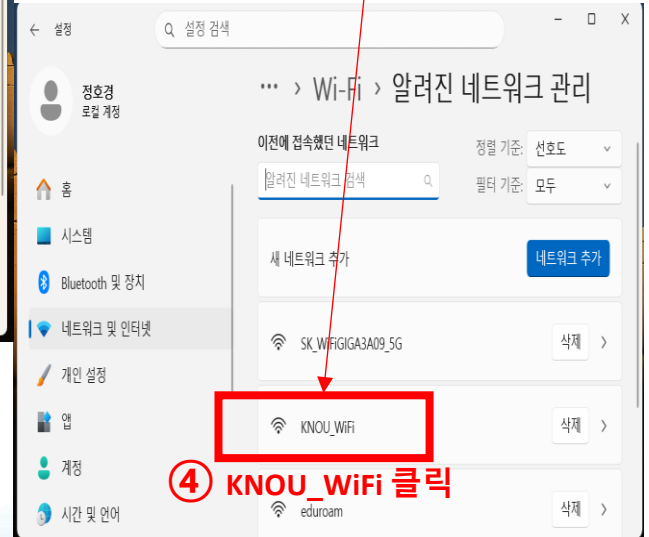 ← 설정
설정 검색
– □ X
정호경
로컬 계정
··· › Wi-Fi › 알려진 네트워크 관리
이전에 접속했던 네트워크
정렬 기준: 선호도
알려진 네트워크 검색
필터 기준: 모두
홈
시스템
새 네트워크 추가
네트워크 추가
Bluetooth 및 장치
네트워크 및 인터넷
SK_WiFiGIGA3A09_5G
삭제
개인 설정
앱
KNOU_WiFi
삭제
계정
④ KNOU_WiFi 클릭
시간 및 언어
eduroam
삭제